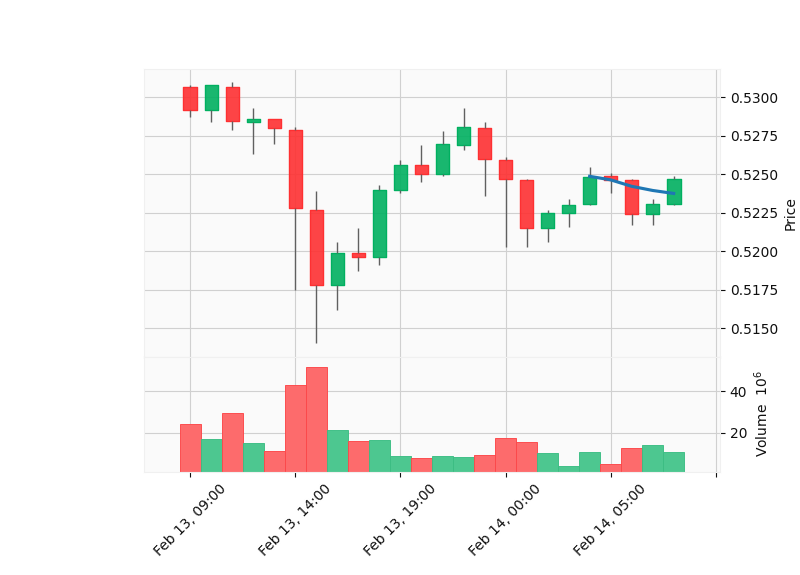 0.5300
0.5275
0.5250
0.5225
0.5200
0.5175
0.5150
Price
40
20
Volume 10^6
Feb 13, 09:00
Feb 13, 14:00
Feb 13, 19:00
Feb 14, 00:00
Feb 14, 05:00